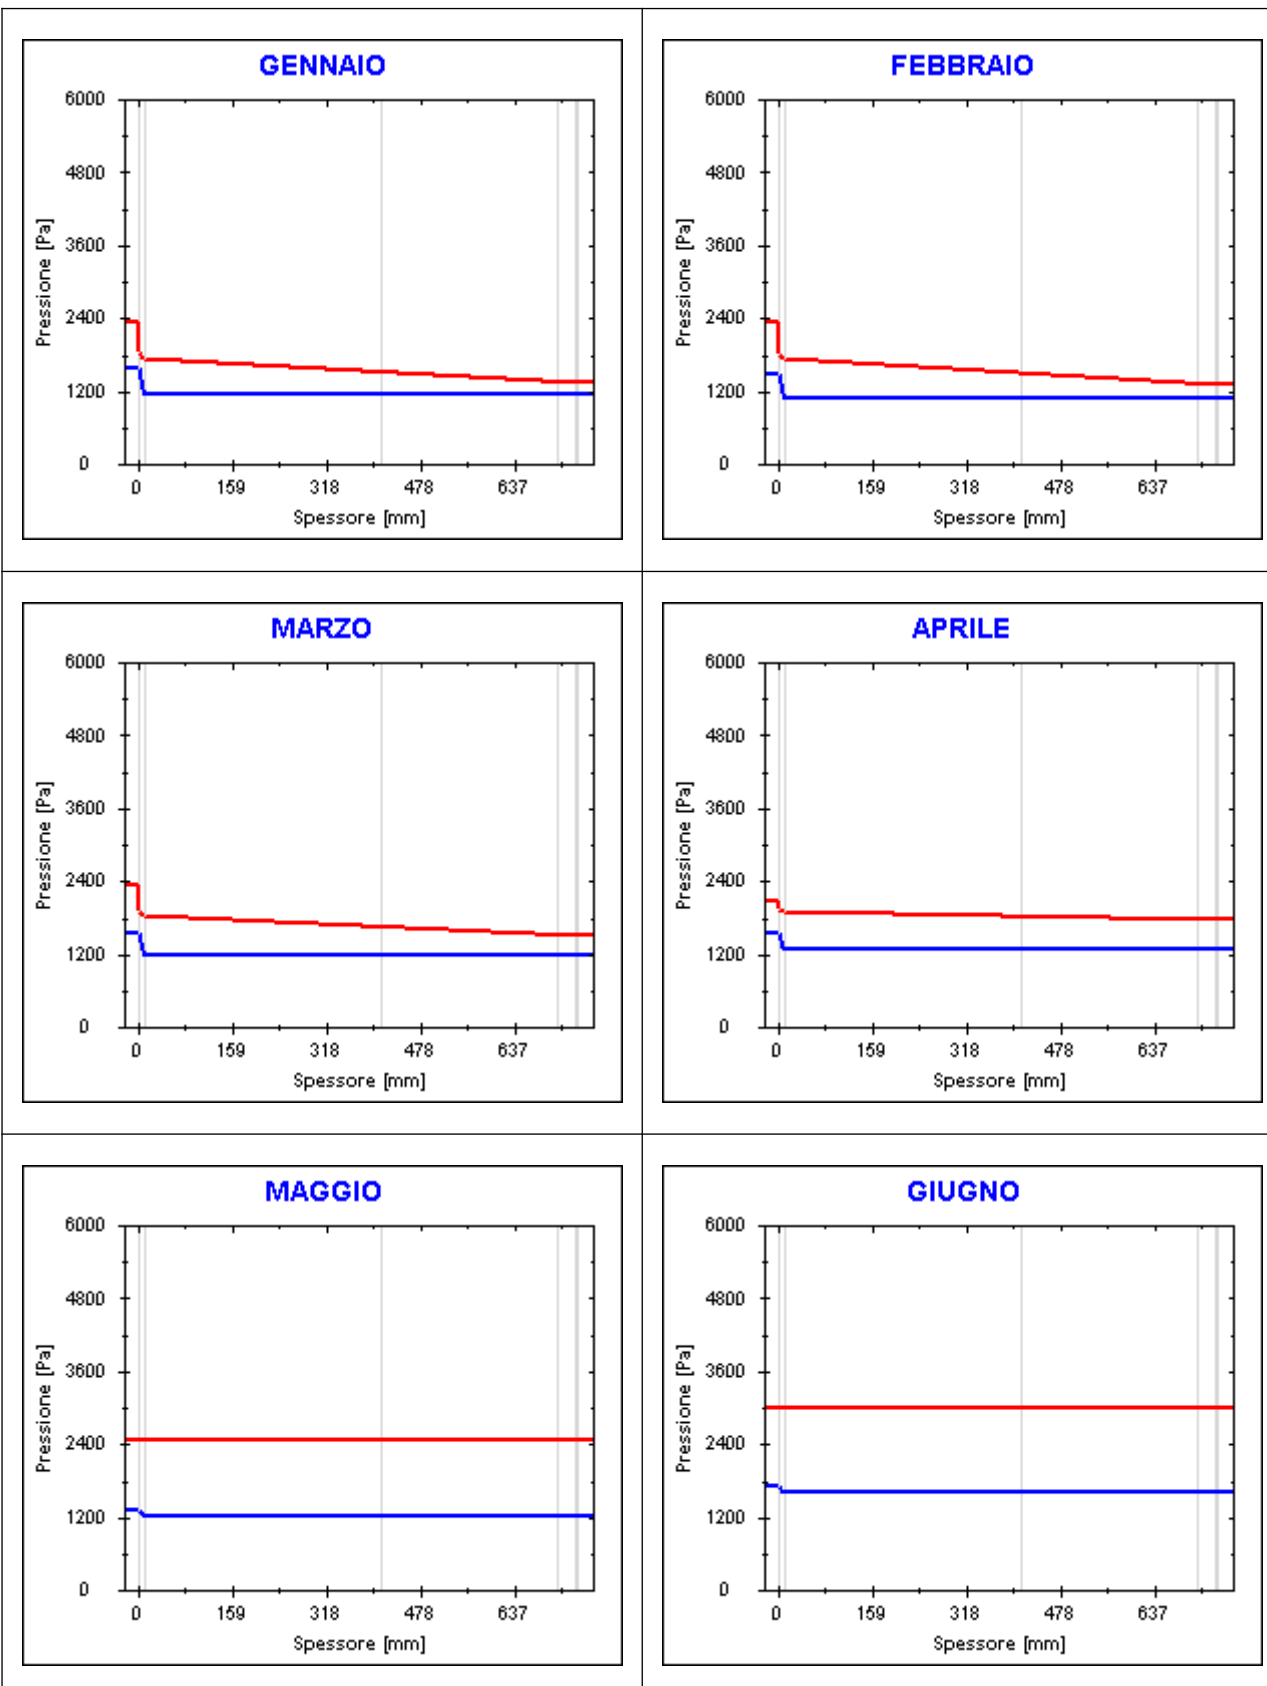 GENNAIO
6000
4800
3600
2400
1200
0
Pressione [Pa]
0 159 318 478 637
Spessore [mm]
FEBBRAIO
6000
4800
3600
2400
1200
0
Pressione [Pa]
0 159 318 478 637
Spessore [mm]
MARZO
6000
4800
3600
2400
1200
0
Pressione [Pa]
0 159 318 478 637
Spessore [mm]
APRILE
6000
4800
3600
2400
1200
0
Pressione [Pa]
0 159 318 478 637
Spessore [mm]
MAGGIO
6000
4800
3600
2400
1200
0
Pressione [Pa]
0 159 318 478 637
Spessore [mm]
GIUGNO
6000
4800
3600
2400
1200
0
Pressione [Pa]
0 159 318 478 637
Spessore [mm]